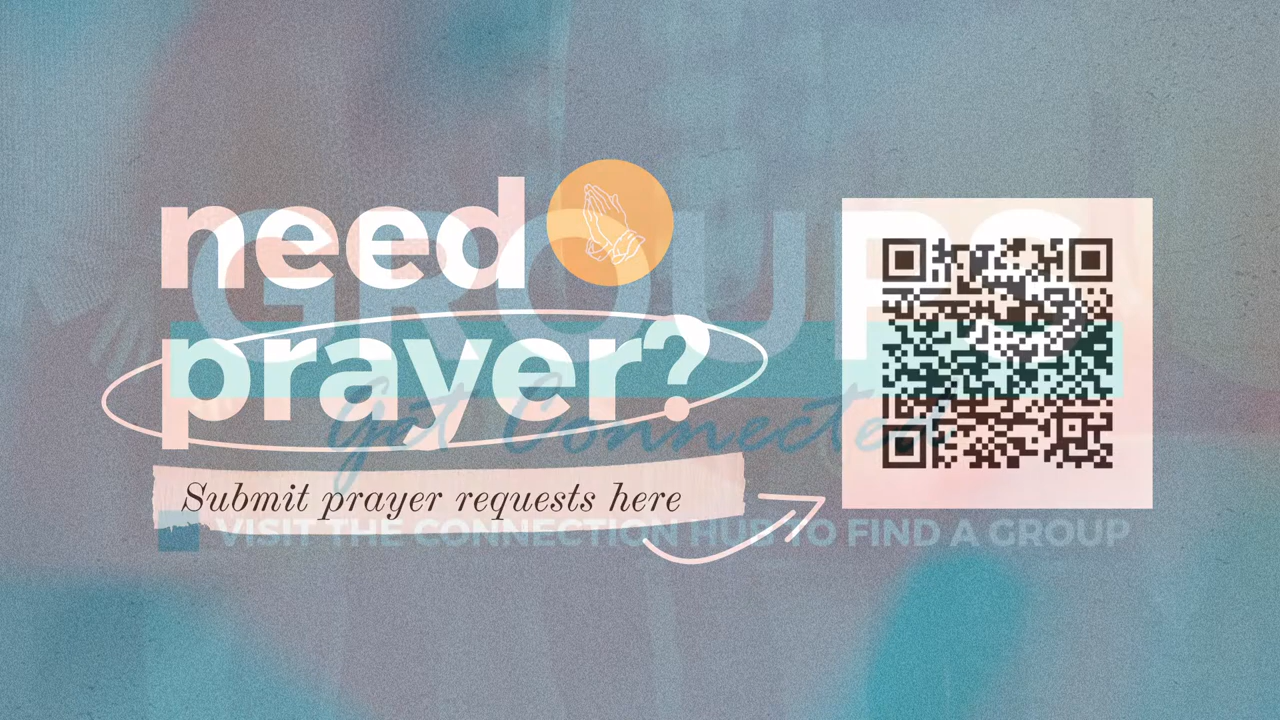 need
prayer?
Submit prayer requests here
GROUPS
Get Connected
VISIT THE CONNECTION HUB TO FIND A GROUP